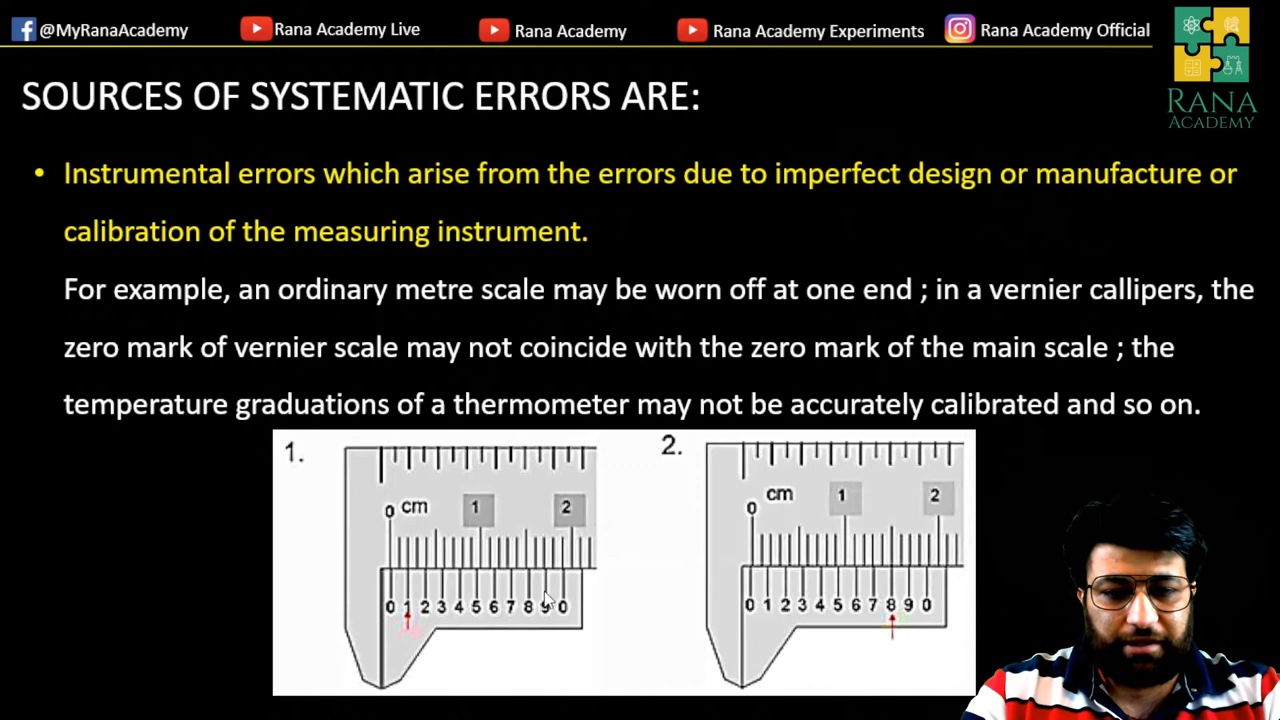 @MyRanaAcademy Rana Academy Live Rana Academy Rana Academy Experiments Rana Academy Official
RANA
ACADEMY
SOURCES OF SYSTEMATIC ERRORS ARE:
• Instrumental errors which arise from the errors due to imperfect design or manufacture or
calibration of the measuring instrument.
For example, an ordinary metre scale may be worn off at one end ; in a vernier callipers, the
zero mark of vernier scale may not coincide with the zero mark of the main scale ; the
temperature graduations of a thermometer may not be accurately calibrated and so on.
1.
0 cm 1 2
0 1 2 3 4 5 6 7 8 9 0
2.
0 cm 1 2
0 1 2 3 4 5 6 7 8 9 0